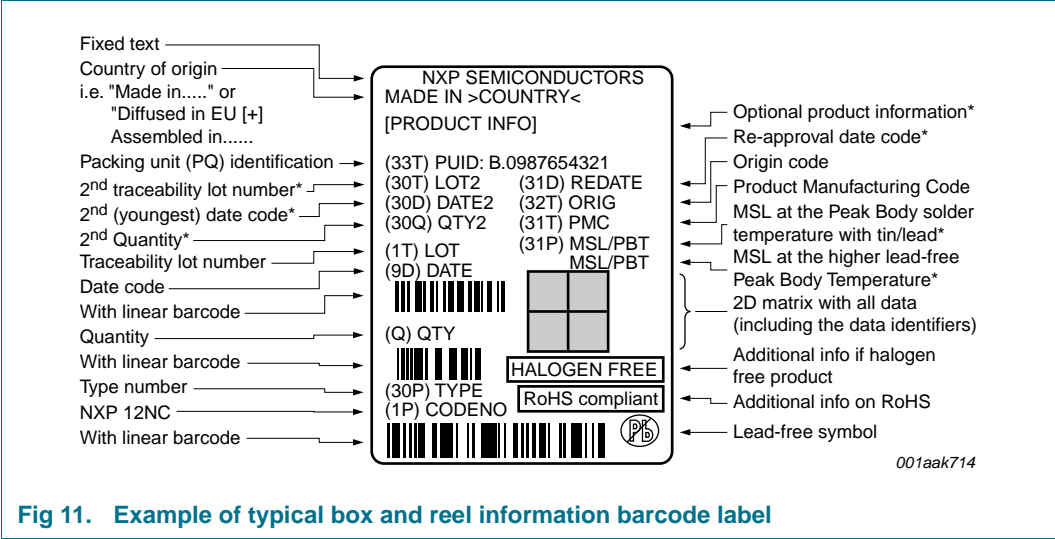 Fixed text
Country of origin
i.e. "Made in....." or
"Diffused in EU [+]
Assembled in......
Packing unit (PQ) identification
2nd traceability lot number*
2nd (youngest) date code*
2nd Quantity*
Traceability lot number
Date code
With linear barcode
Quantity
With linear barcode
Type number
NXP 12NC
With linear barcode
NXP SEMICONDUCTORS
MADE IN >COUNTRY<
[PRODUCT INFO]
(33T) PUID: B.0987654321
(30T) LOT2 (31D) REDATE
(30D) DATE2 (32T) ORIG
(30Q) QTY2 (31T) PMC
(31P) MSL/PBT
(1T) LOT MSL/PBT
(9D) DATE
(Q) QTY
HALOGEN FREE
(30P) TYPE
RoHS compliant
(1P) CODENO
Pb
Optional product information*
Re-approval date code*
Origin code
Product Manufacturing Code
MSL at the Peak Body solder
temperature with tin/lead*
MSL at the higher lead-free
Peak Body Temperature*
2D matrix with all data
(including the data identifiers)
Additional info if halogen
free product
Additional info on RoHS
Lead-free symbol
001aak714
Fig 11. Example of typical box and reel information barcode label